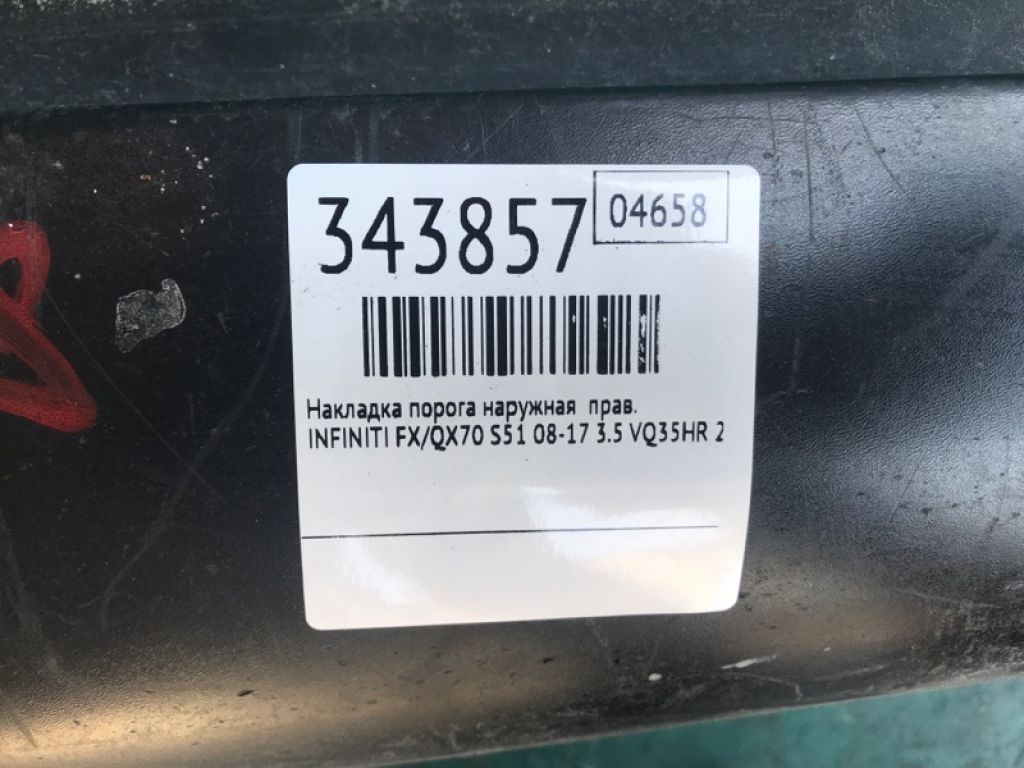 343857 04658
Накладка порога наружная прав.
INFINITI FX/QX70 S51 08-17 3.5 VQ35HR 2